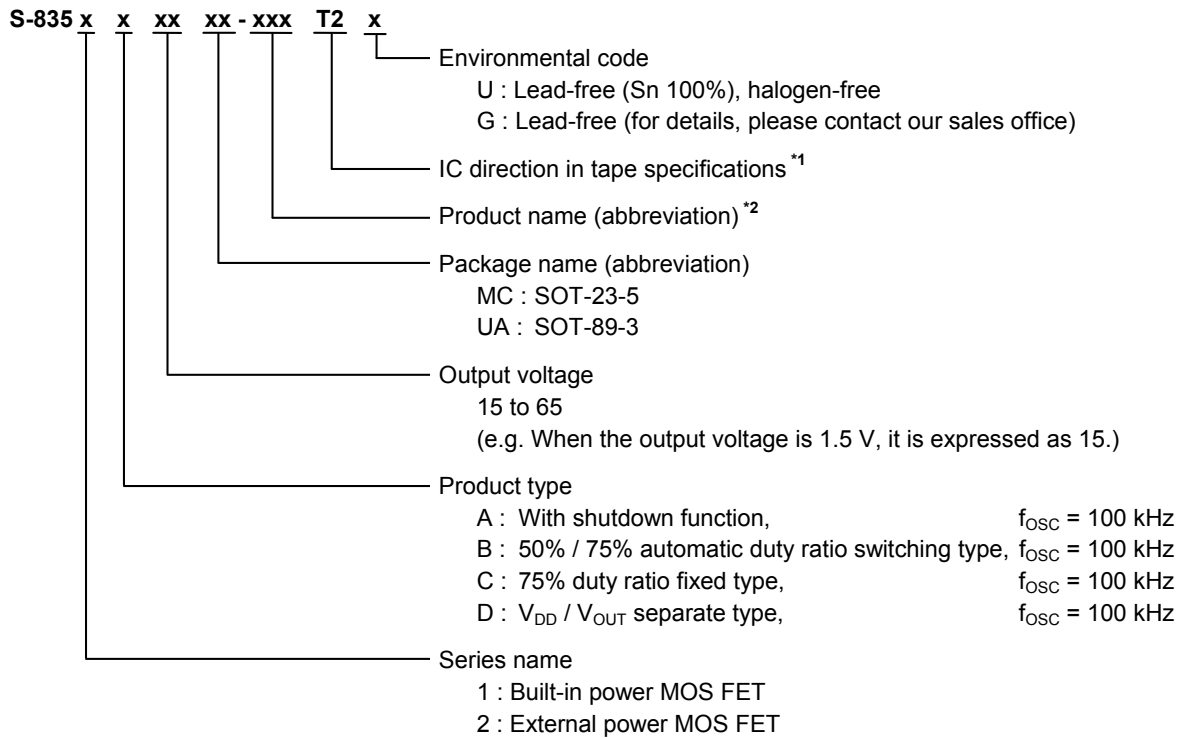 S-835 x x xx xx - xxx T2 x
Environmental code
U : Lead-free (Sn 100%), halogen-free
G : Lead-free (for details, please contact our sales office)
IC direction in tape specifications *1
Product name (abbreviation) *2
Package name (abbreviation)
MC : SOT-23-5
UA : SOT-89-3
Output voltage
15 to 65
(e.g. When the output voltage is 1.5 V, it is expressed as 15.)
Product type
A : With shutdown function, fOSC = 100 kHz
B : 50% / 75% automatic duty ratio switching type, fOSC = 100 kHz
C : 75% duty ratio fixed type, fOSC = 100 kHz
D : VDD / VOUT separate type, fOSC = 100 kHz
Series name
1 : Built-in power MOS FET
2 : External power MOS FET